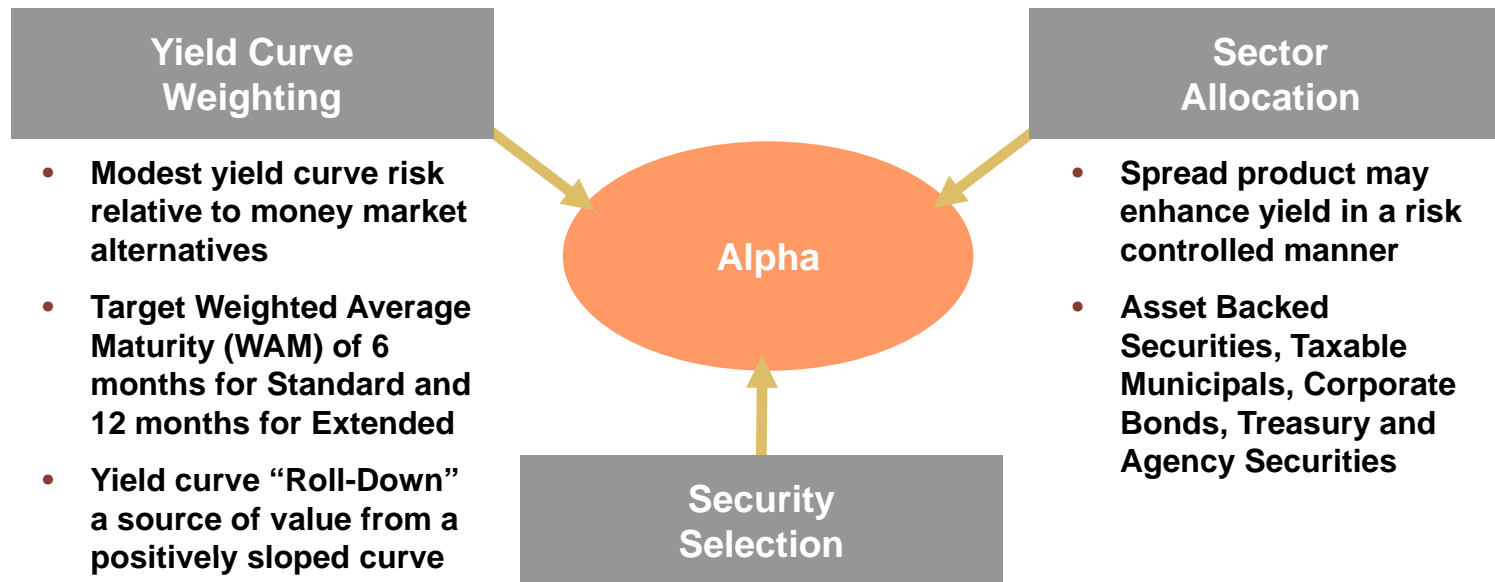 Yield Curve
Weighting
• Modest yield curve risk
relative to money market
alternatives
• Target Weighted Average
Maturity (WAM) of 6
months for Standard and
12 months for Extended
• Yield curve “Roll-Down”
a source of value from a
positively sloped curve
Alpha
Security
Selection
Sector
Allocation
• Spread product may
enhance yield in a risk
controlled manner
• Asset Backed
Securities, Taxable
Municipals, Corporate
Bonds, Treasury and
Agency Securities